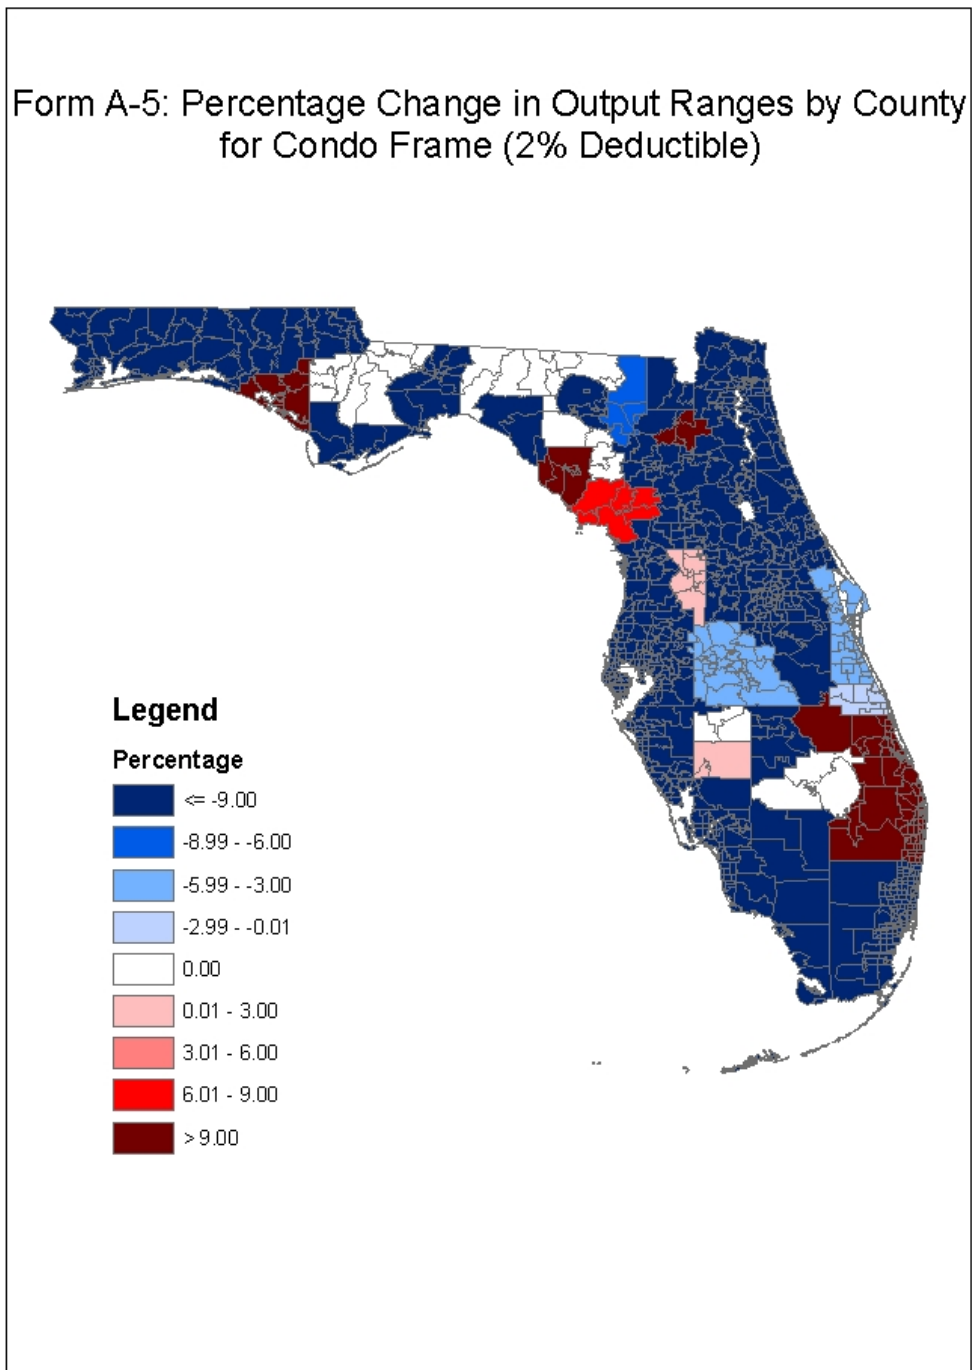 Form A-5: Percentage Change in Output Ranges by County
for Condo Frame (2% Deductible)
Legend
Percentage
<= -9.00
-8.99 - -6.00
-5.99 - -3.00
-2.99 - -0.01
0.00
0.01 - 3.00
3.01 - 6.00
6.01 - 9.00
> 9.00